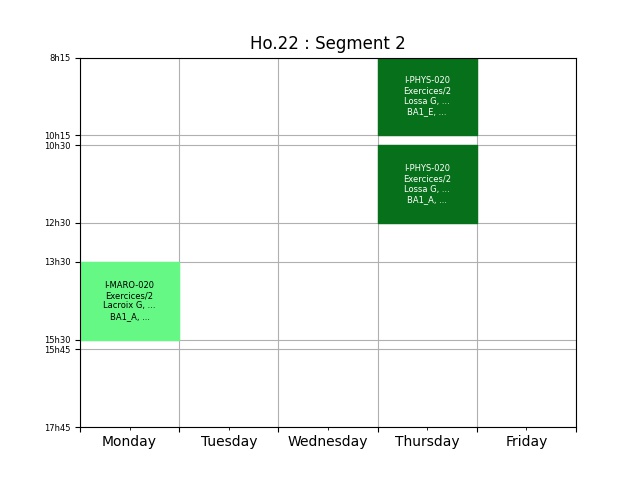 Ho.22 : Segment 2
8h15
I-PHYS-020
Exercices/2
Lossa G, ...
BA1_E, ...
10h15
10h30
I-PHYS-020
Exercices/2
Lossa G, ...
BA1_A, ...
12h30
13h30
I-MARO-020
Exercices/2
Lacroix G, ...
BA1_A, ...
15h30
15h45
17h45
Monday Tuesday Wednesday Thursday Friday